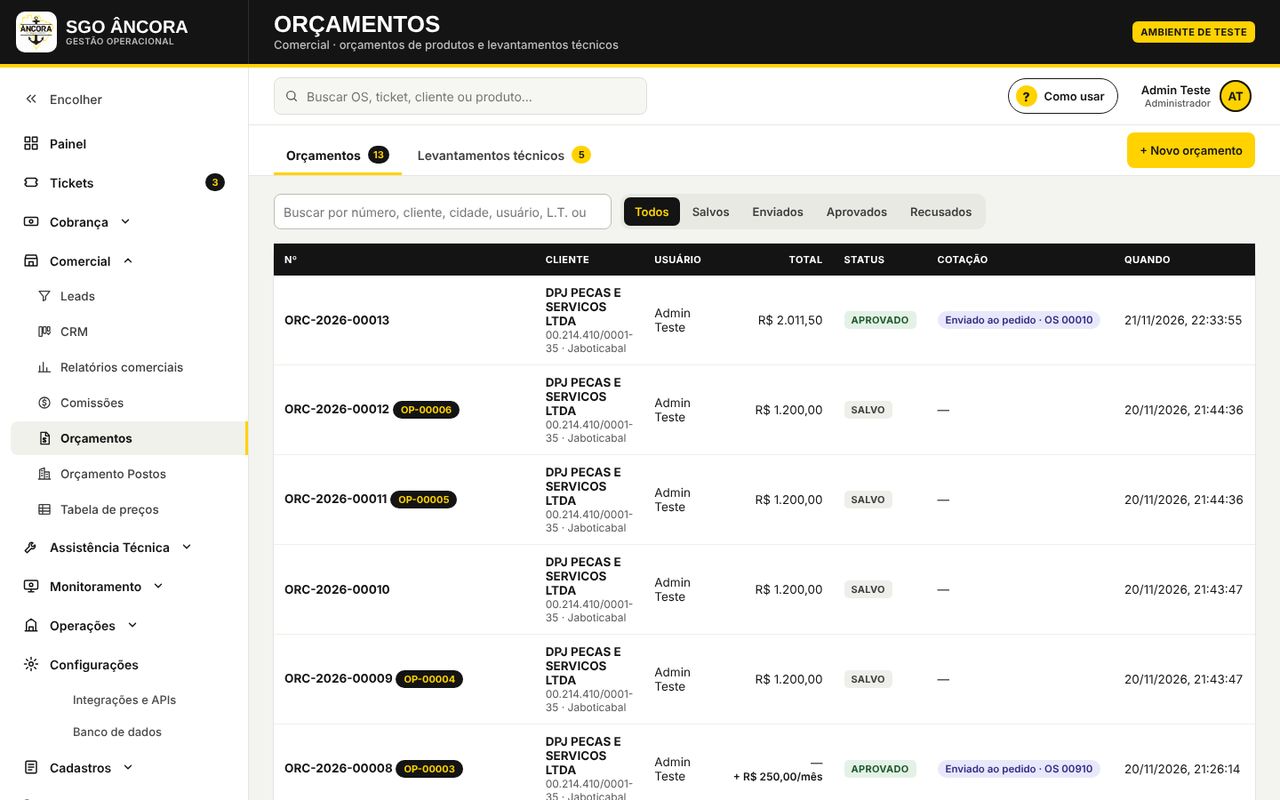 ÂNCORA
SGO ÂNCORA
GESTÃO OPERACIONAL
ORÇAMENTOS
Comercial · orçamentos de produtos e levantamentos técnicos
AMBIENTE DE TESTE
Encolher
Buscar OS, ticket, cliente ou produto...
? Como usar
Admin Teste
Administrador
AT
Painel
Tickets 3
Cobrança
Comercial
Leads
CRM
Relatórios comerciais
Comissões
Orçamentos
Orçamento Postos
Tabela de preços
Assistência Técnica
Monitoramento
Operações
Configurações
Integrações e APIs
Banco de dados
Cadastros
Orçamentos 13
Levantamentos técnicos 5
+ Novo orçamento
Buscar por número, cliente, cidade, usuário, L.T. ou
Todos Salvos Enviados Aprovados Recusados
Nº CLIENTE USUÁRIO TOTAL STATUS COTAÇÃO QUANDO
ORC-2026-00013
DPJ PECAS E
SERVICOS
LTDA
00.214.410/0001-
35 · Jaboticabal
Admin
Teste
R$ 2.011,50
APROVADO
Enviado ao pedido · OS 00010
21/11/2026, 22:33:55
ORC-2026-00012 OP-00006
DPJ PECAS E
SERVICOS
LTDA
00.214.410/0001-
35 · Jaboticabal
Admin
Teste
R$ 1.200,00
SALVO
—
20/11/2026, 21:44:36
ORC-2026-00011 OP-00005
DPJ PECAS E
SERVICOS
LTDA
00.214.410/0001-
35 · Jaboticabal
Admin
Teste
R$ 1.200,00
SALVO
—
20/11/2026, 21:44:36
ORC-2026-00010
DPJ PECAS E
SERVICOS
LTDA
00.214.410/0001-
35 · Jaboticabal
Admin
Teste
R$ 1.200,00
SALVO
—
20/11/2026, 21:43:47
ORC-2026-00009 OP-00004
DPJ PECAS E
SERVICOS
LTDA
00.214.410/0001-
35 · Jaboticabal
Admin
Teste
R$ 1.200,00
SALVO
—
20/11/2026, 21:43:47
ORC-2026-00008 OP-00003
DPJ PECAS E
SERVICOS
LTDA
00.214.410/0001-
35 · Jaboticabal
Admin
Teste
—
+ R$ 250,00/mês
APROVADO
Enviado ao pedido · OS 00910
20/11/2026, 21:26:14